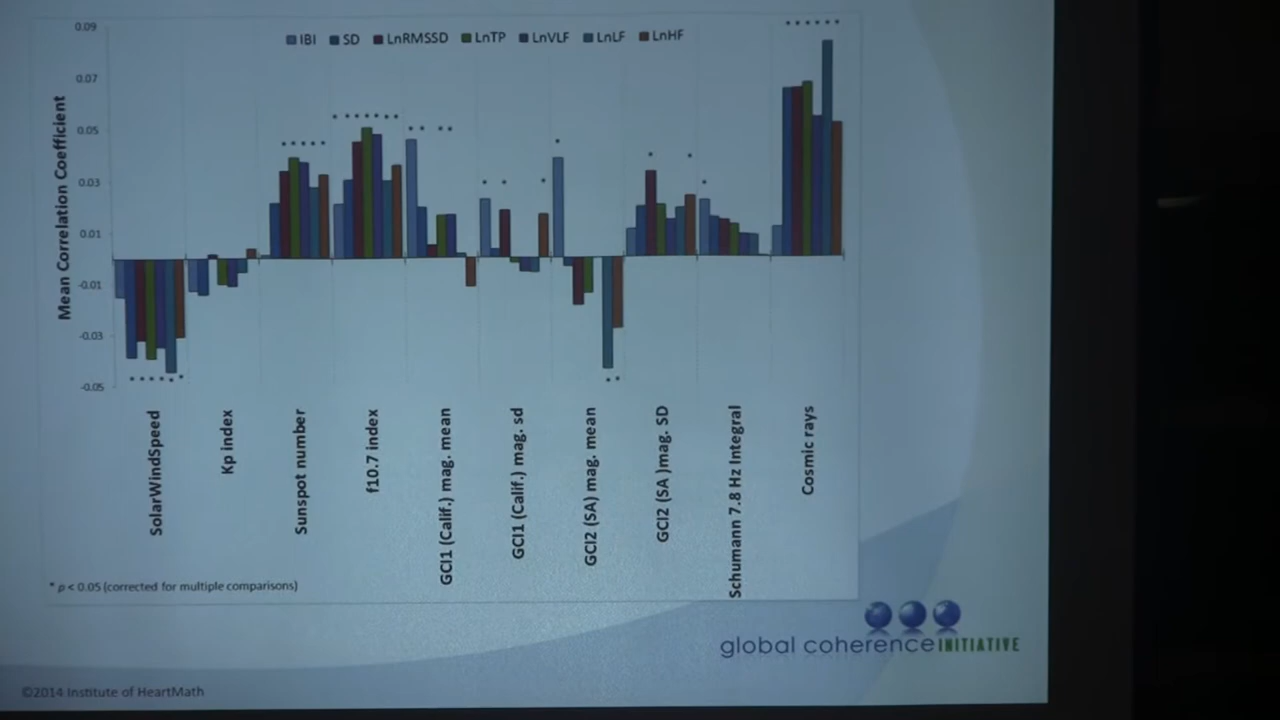 0.09
IBI SD LnRMSSD LnTP LnVLF LnLF LnHF
0.07
0.05
0.03
0.01
-0.01
-0.03
-0.05
Mean Correlation Coefficient
SolarWindSpeed
Kp index
Sunspot number
f10.7 index
GCI1 (Calif.) mag. mean
GCI1 (Calif.) mag. sd
GCI2 (SA) mag. mean
GCI2 (SA )mag. SD
Schumann 7.8 Hz Integral
Cosmic rays
* p < 0.05 (corrected for multiple comparisons)
global coherence INITIATIVE
©2014 Institute of HeartMath